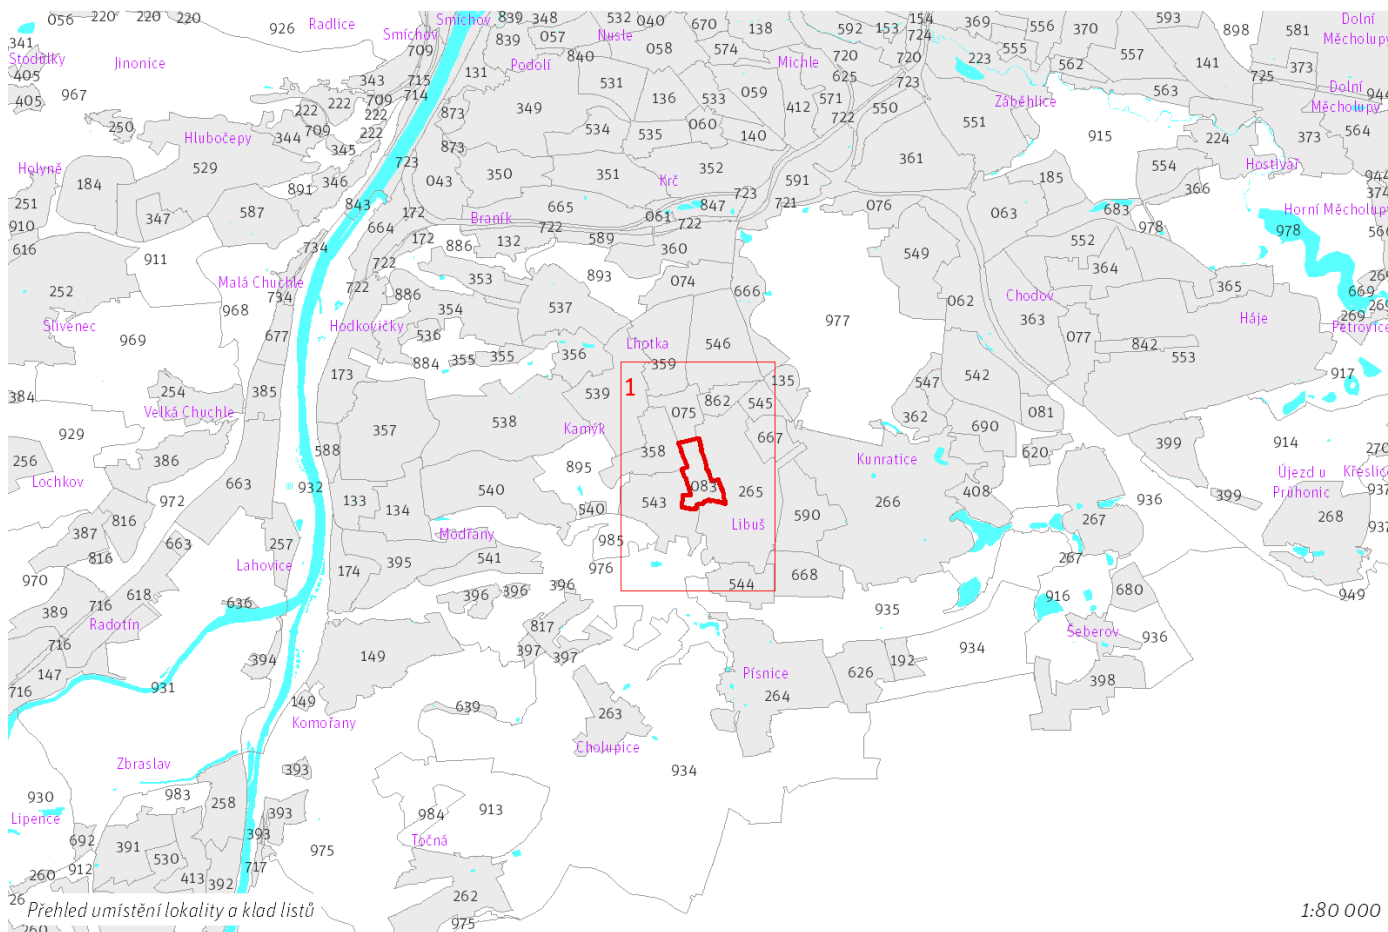 056 220 220 220 926 Radlice Smíchov Smíchov 839 348 532 040 670 138 592 153 154 369 556 370 593 898 581 Dolní Měcholupy
341 Stodůlky Jinonice 709 839 057 Nusle 058 574 Michle 720 724 555 557
405 343 715 131 Podolí 840 531 625 720 223 562 141 725 373 Dolní Měcholupy
405 967 222 222 709 714 873 349 136 533 059 412 571 723 550 Záběhlice 563 944
250 Hlubočepy 344 709 222 222 345 873 534 535 060 140 722 551 915 224 373 564
Holyně 184 529 891 346 723 043 350 351 Krč 352 591 361 185 554 366 Hostivař 944 374
251 910 347 587 843 172 664 Braník 665 061 847 723 722 721 076 063 683 978 Horní Měcholupy
616 911 734 172 886 132 722 589 360 549 552 978 566
252 Malá Chuchle 734 722 722 353 893 074 666 364 365 269
968 886 354 537 062 Chodov 669 269
Slivenec 969 677 Hodkovičky 536 977 363 077 842 Háje 269 Petrovice
884 355 355 356 Lhotka 359 546 553
384 254 385 173 539 1 862 135 545 547 542 917
Velká Chuchle 357 538 Kamýk 075 667 362 081 690
929 588 358 Kunratice 620 399 914 270
256 Lochkov 386 663 895 083 265 266 408 399 Újezd u Průhonic Křeslice
972 932 133 134 540 540 543 Libuš 590 936 267 268 937
387 816 663 257 Modřany 985 937
816 Lahovice 174 395 541 976 544 668 267
970 389 716 618 636 396 396 396 935 916 680 949
Radotín 817 Šeberov 936
716 147 394 149 397 397 Písnice 626 192 934 398
716 931 149 639 263 264
Komořany Cholupice
Zbraslav 393 934
930 983 258 393 984 913
Lipence 692 391 393 Točná
530 975
260 912 413 392 717 262
26
Přehled umístění lokality a klad listů 975 1:80 000
260